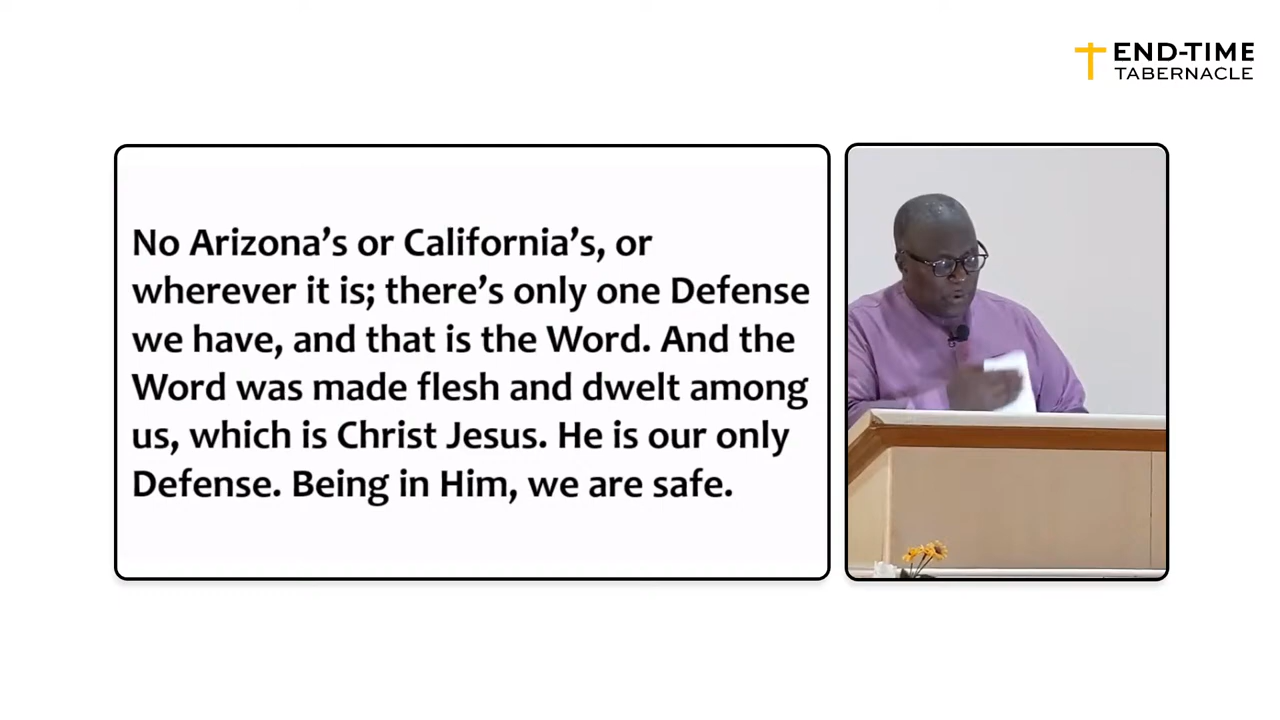 END-TIME
TABERNACLE
No Arizona’s or California’s, or
wherever it is; there’s only one Defense
we have, and that is the Word. And the
Word was made flesh and dwelt among
us, which is Christ Jesus. He is our only
Defense. Being in Him, we are safe.